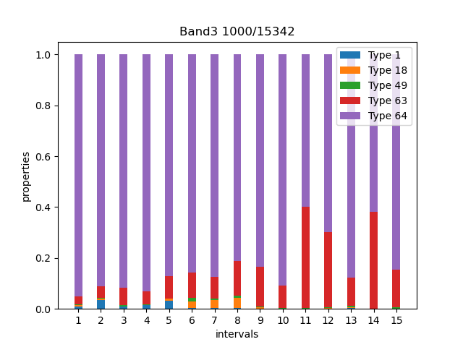 Band3 1000/15342
1.0
0.8
0.6
0.4
0.2
0.0
properties
Type 1
Type 18
Type 49
Type 63
Type 64
1 2 3 4 5 6 7 8 9 10 11 12 13 14 15
intervals